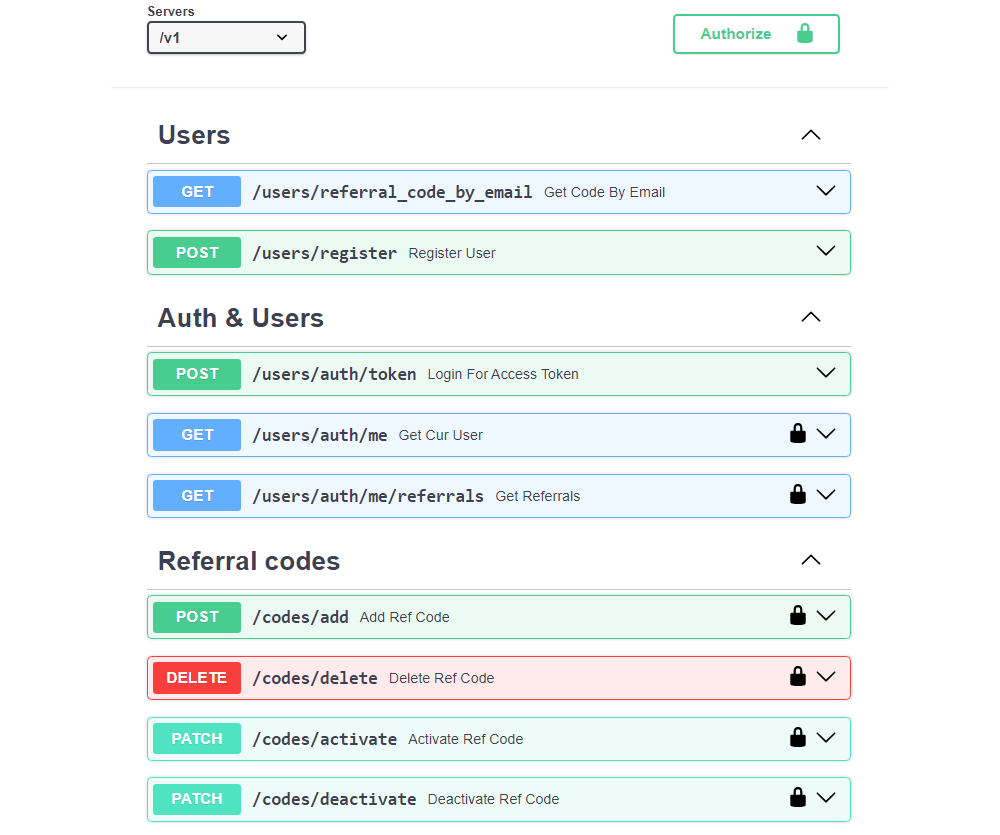 Servers
/v1
Authorize
Users
GET /users/referral_code_by_email Get Code By Email
POST /users/register Register User
Auth & Users
POST /users/auth/token Login For Access Token
GET /users/auth/me Get Cur User
GET /users/auth/me/referrals Get Referrals
Referral codes
POST /codes/add Add Ref Code
DELETE /codes/delete Delete Ref Code
PATCH /codes/activate Activate Ref Code
PATCH /codes/deactivate Deactivate Ref Code